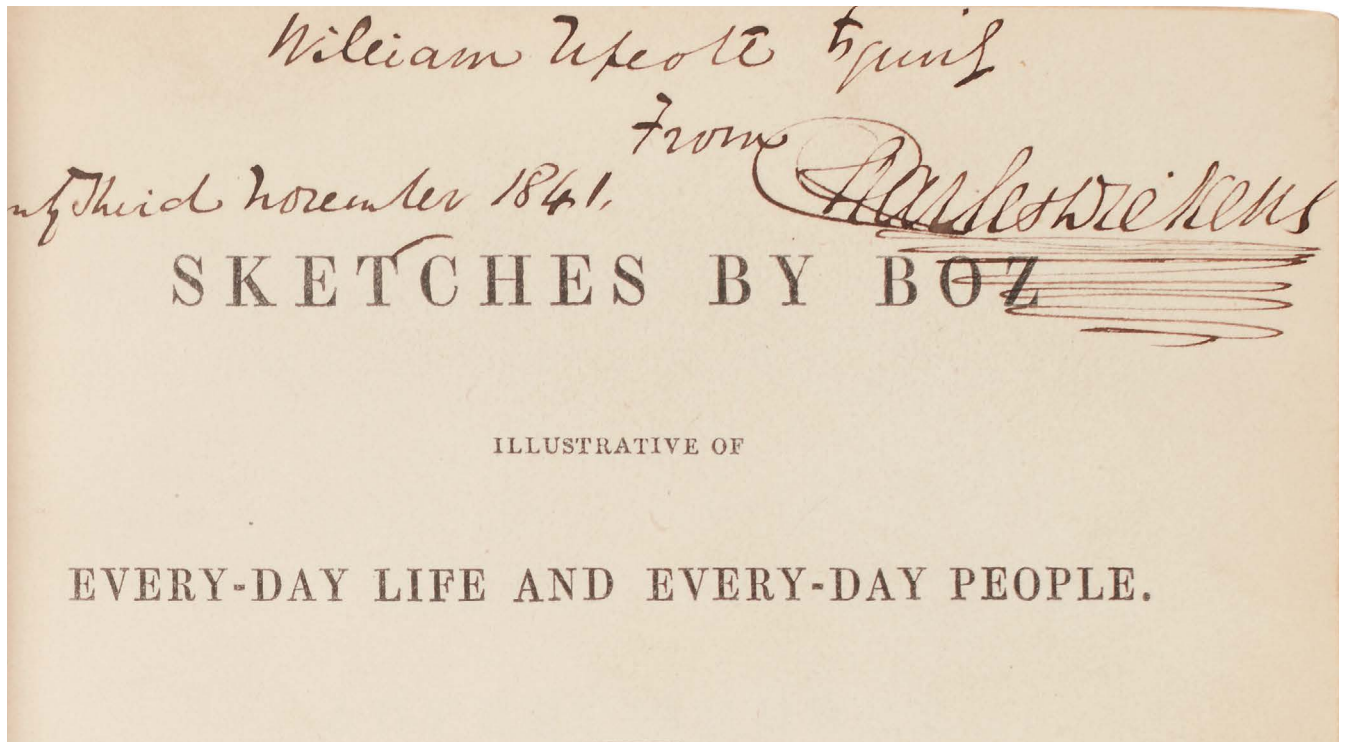 William Upcott Esquire
From
nty Third November 1841. Charles Dickens
SKETCHES BY BOZ
ILLUSTRATIVE OF
EVERY-DAY LIFE AND EVERY-DAY PEOPLE.